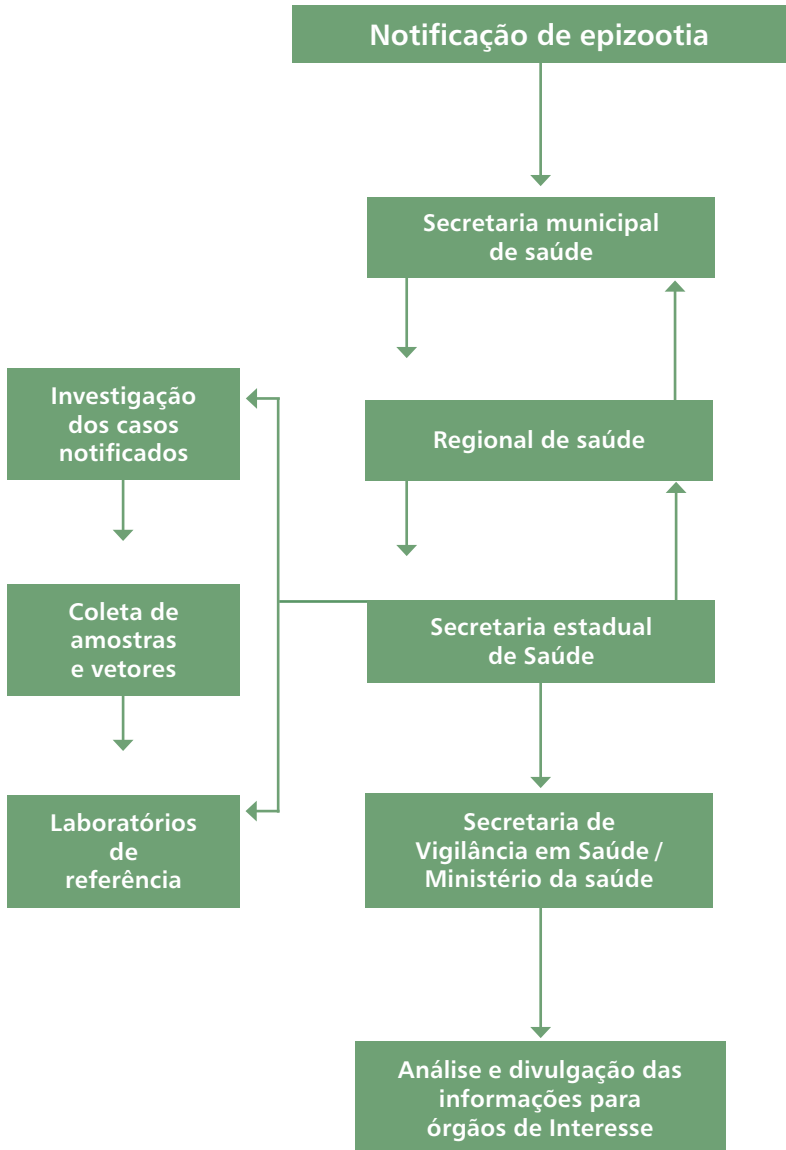 Notificação de epizootia
Secretaria municipal
de saúde
Investigação
dos casos
notificados
Regional de saúde
Coleta de
amostras
e vetores
Secretaria estadual
de Saúde
Laboratórios
de
referência
Secretaria de
Vigilância em Saúde /
Ministério da saúde
Análise e divulgação das
informações para
órgãos de Interesse